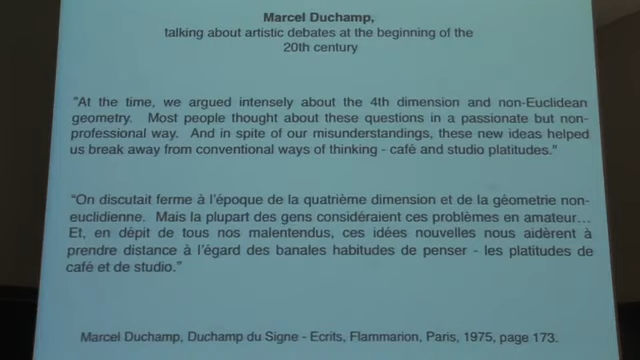 Marcel Duchamp,
talking about artistic debates at the beginning of the
20th century
"At the time, we argued intensely about the 4th dimension and non-Euclidean
geometry. Most people thought about these questions in a passionate but non-
professional way. And in spite of our misunderstandings, these new ideas helped
us break away from conventional ways of thinking - café and studio platitudes."
"On discutait ferme à l'époque de la quatrième dimension et de la géometrie non-
euclidienne. Mais la plupart des gens considéraient ces problèmes en amateur…
Et, en dépit de tous nos malentendus, ces idées nouvelles nous aidèrent à
prendre distance à l'égard des banales habitudes de penser - les platitudes de
café et de studio."
Marcel Duchamp, Duchamp du Signe - Ecrits, Flammarion, Paris, 1975, page 173.